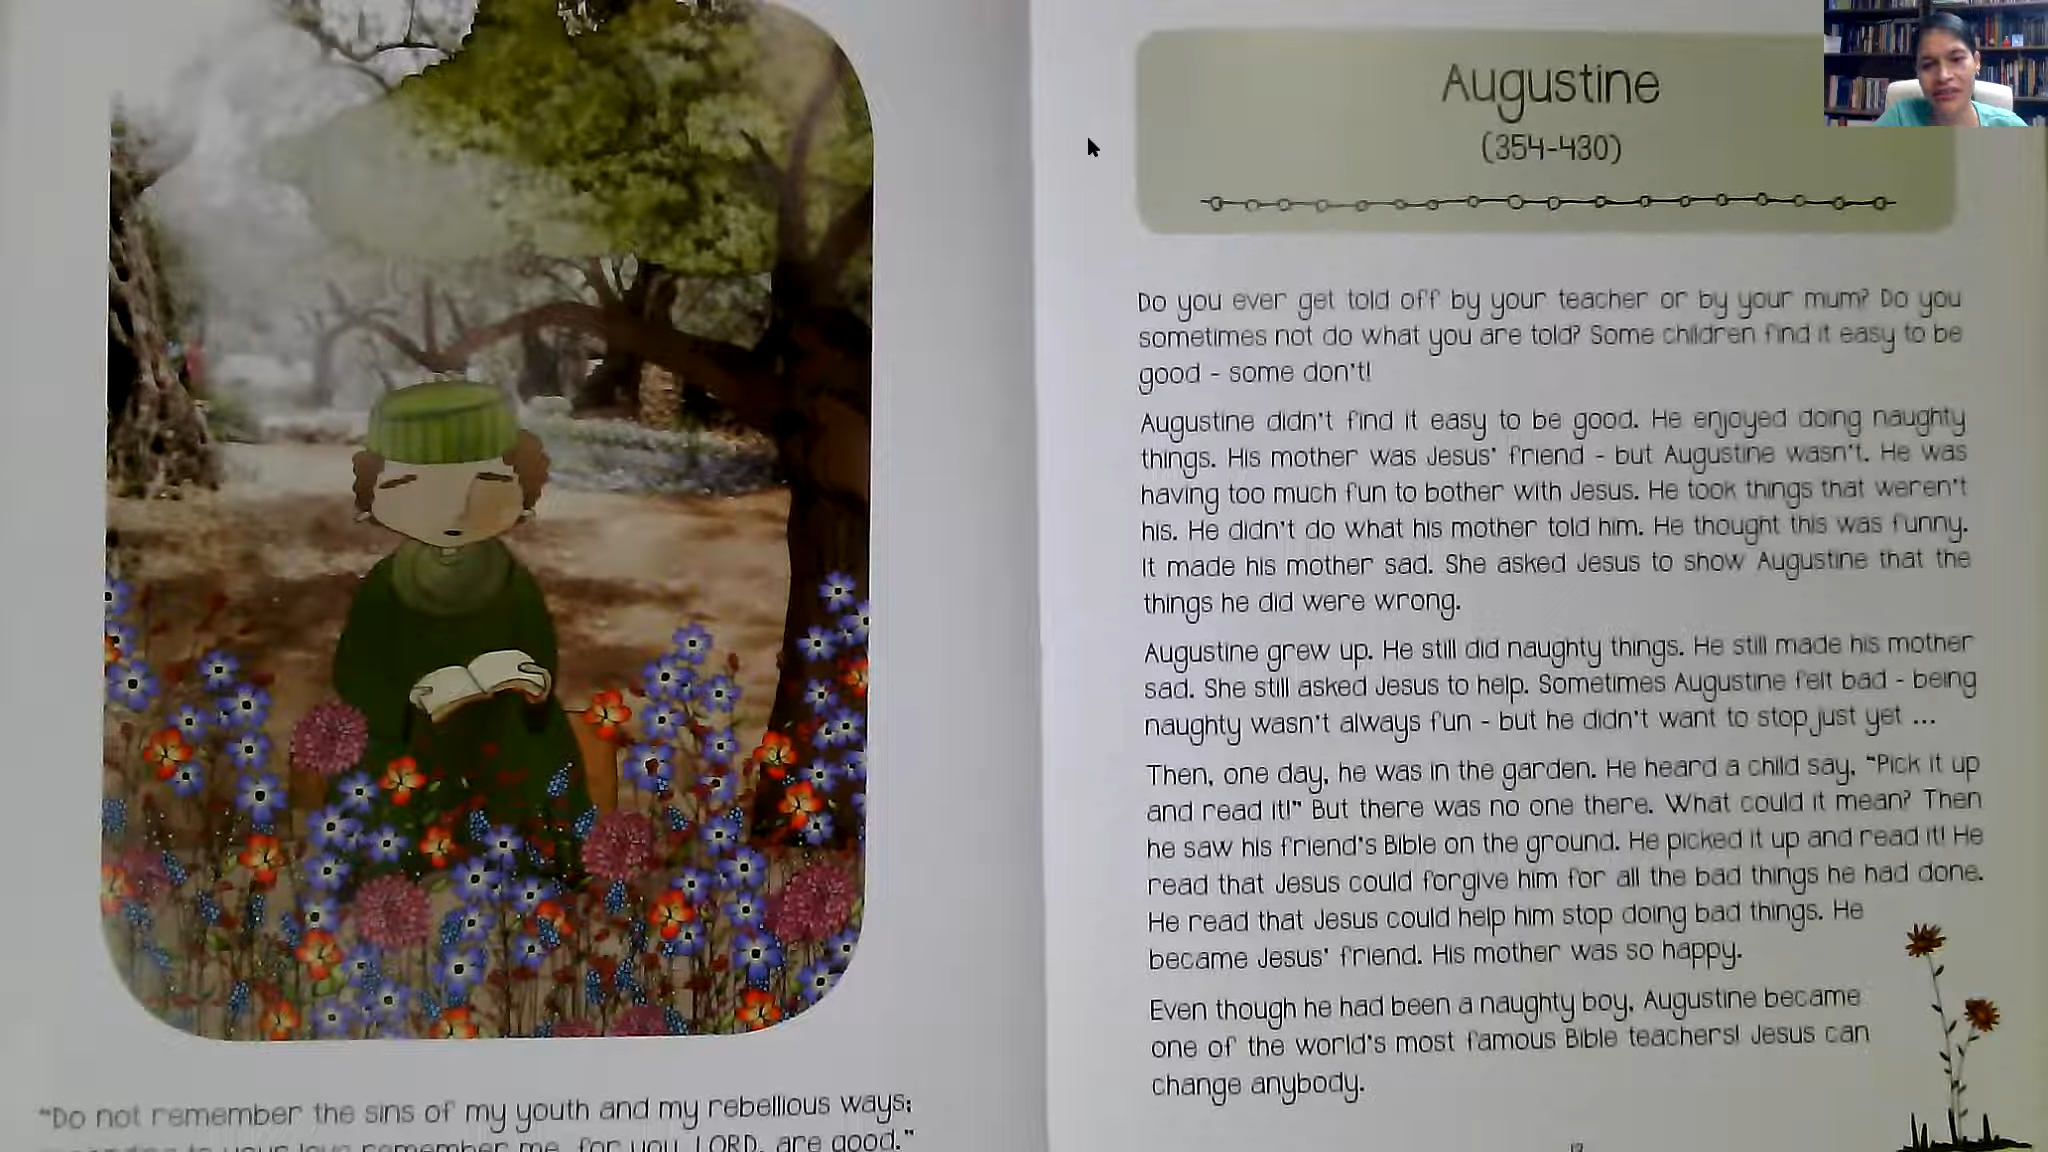 "Do not remember the sins of my youth and my rebellious ways;
to your love remember me, for you, LORD, are good."
Augustine
(354-430)
Do you ever get told off by your teacher or by your mum? Do you
sometimes not do what you are told? Some children find it easy to be
good - some don't!
Augustine didn't find it easy to be good. He enjoyed doing naughty
things. His mother was Jesus' friend - but Augustine wasn't. He was
having too much fun to bother with Jesus. He took things that weren't
his. He didn't do what his mother told him. He thought this was funny.
It made his mother sad. She asked Jesus to show Augustine that the
things he did were wrong.
Augustine grew up. He still did naughty things. He still made his mother
sad. She still asked Jesus to help. Sometimes Augustine felt bad - being
naughty wasn't always fun - but he didn't want to stop just yet ...
Then, one day, he was in the garden. He heard a child say, "Pick it up
and read it!" But there was no one there. What could it mean? Then
he saw his friend's Bible on the ground. He picked it up and read it! He
read that Jesus could forgive him for all the bad things he had done.
He read that Jesus could help him stop doing bad things. He
became Jesus' friend. His mother was so happy.
Even though he had been a naughty boy, Augustine became
one of the world's most famous Bible teachers! Jesus can
change anybody.